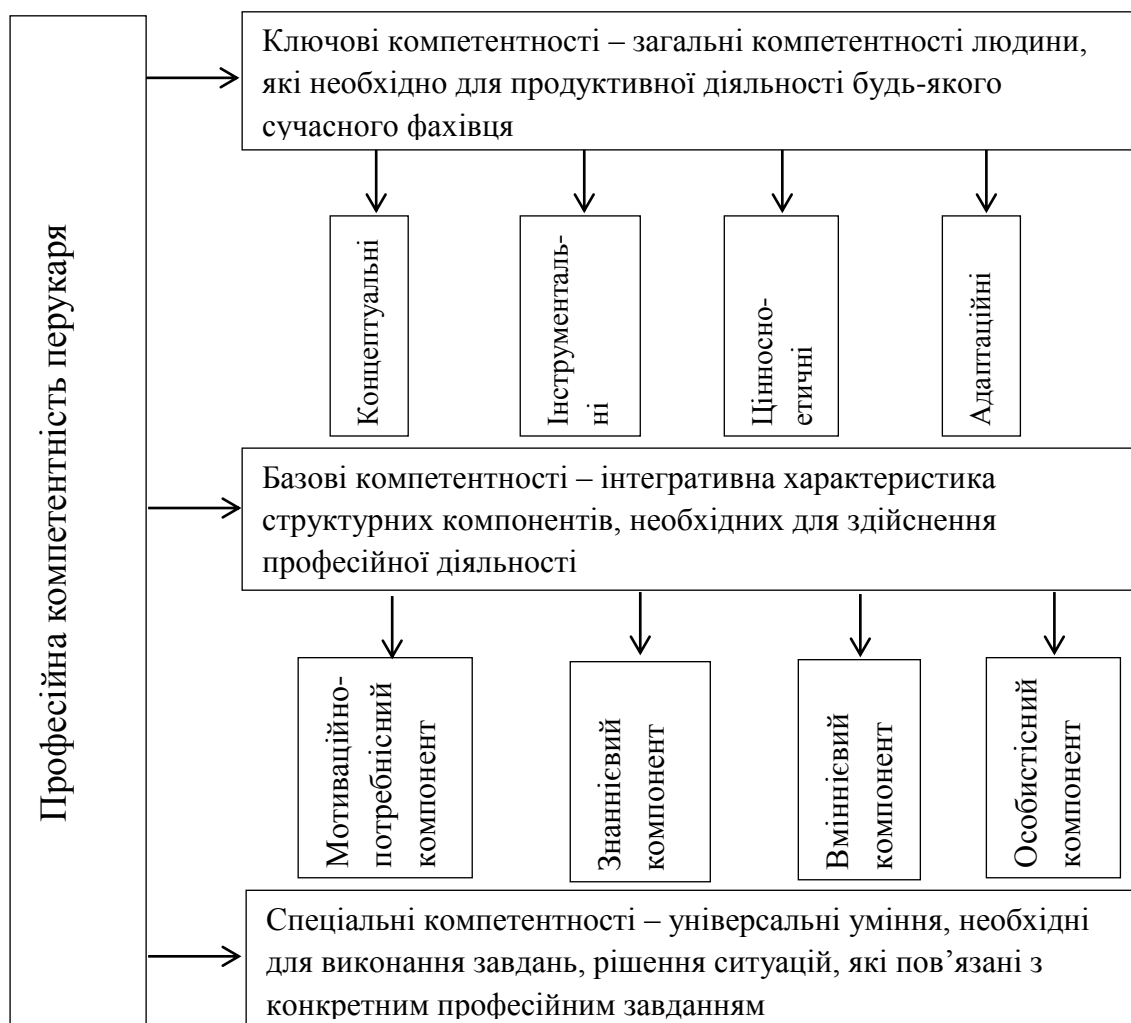 Професійна компетентність перукаря
Ключові компетентності – загальні компетентності людини,
які необхідно для продуктивної діяльності будь-якого
сучасного фахівця
Концептуальні
Інструменталь-
ні
Ціннosно-
етичні
Адаптаційні
Базові компетентності – інтегративна характеристика
структурних компонентів, необхідних для здійснення
професійної діяльності
Мотиваційно-
потребнісний
компонент
Знаннієвий
компонент
Вміннієвий
компонент
Особистісний
компонент
Спеціальні компетентності – універсальні уміння, необхідні
для виконання завдань, рішення ситуацій, які пов’язані з
конкретним професійним завданням